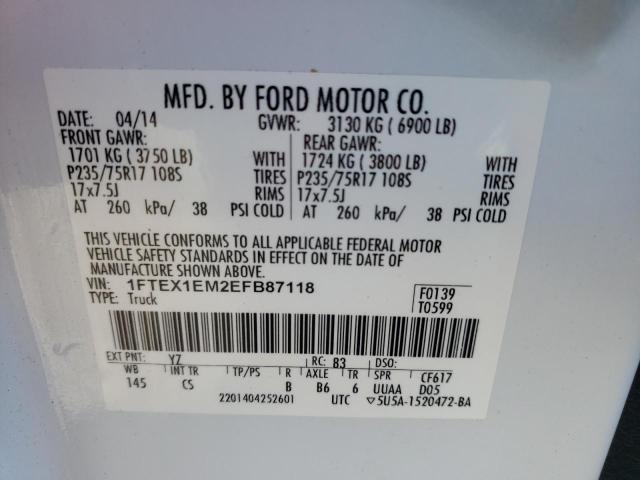 MFD. BY FORD MOTOR CO.
DATE: 04/14 GVWR: 3130 KG ( 6900 LB)
FRONT GAWR: REAR GAWR:
1701 KG ( 3750 LB) WITH 1724 KG ( 3800 LB) WITH
P235/75R17 108S TIRES P235/75R17 108S TIRES
17x7.5J RIMS 17x7.5J RIMS
AT 260 kPa/ 38 PSI COLD AT 260 kPa/ 38 PSI COLD
THIS VEHICLE CONFORMS TO ALL APPLICABLE FEDERAL MOTOR
VEHICLE SAFETY STANDARDS IN EFFECT ON THE DATE OF
MANUFACTURE SHOWN ABOVE.
VIN: 1FTEX1EM2EFB87118 F0139
TYPE: Truck T0599
EXT PNT: YZ RC: 83 DSO:
WB INT TR TP/PS R AXLE TR SPR CF617
145 CS B B6 6 UUAA D05
2201404252601 UTC ▽5U5A-1520472-BA